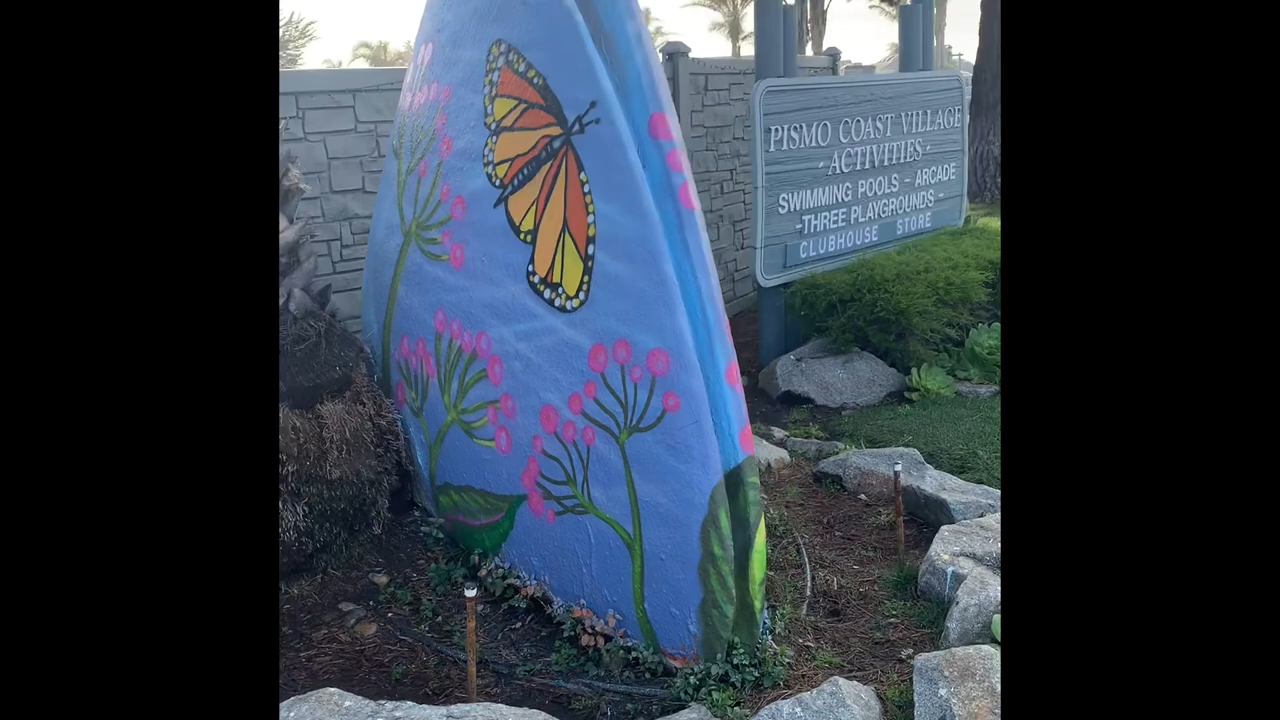 PISMO COAST VILLAGE
- ACTIVITIES -
SWIMMING POOLS - ARCADE
-THREE PLAYGROUNDS -
CLUBHOUSE STORE